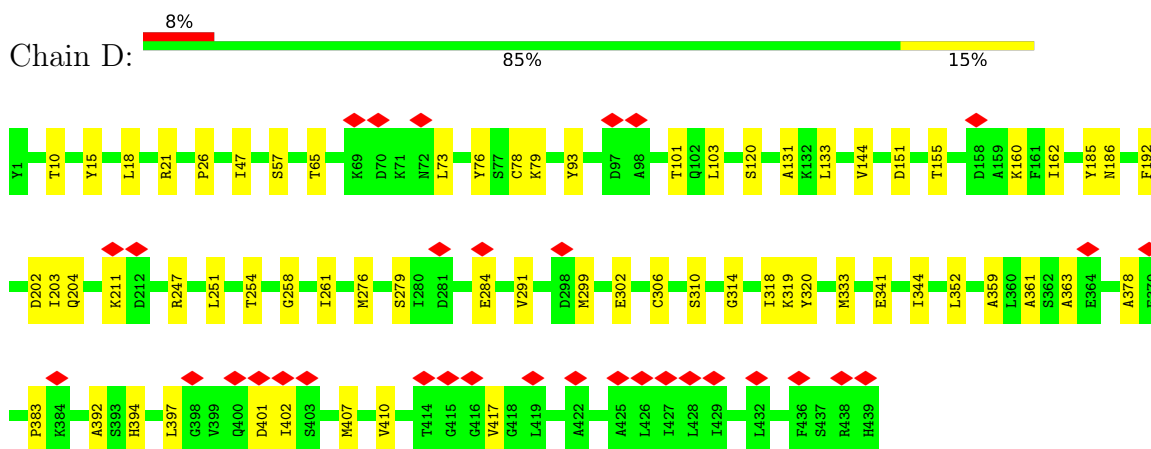 8%
Chain D:
85% 15%
Y1 T10 Y15 L18 R21 P26 I47 S57 T65 K69 D70 K71 N72 L73 Y76 S77 C78 K79 Y93 D97 A98 T101 Q102 L103 S120 A131 K132 L133 V144 D151 T155 D158 A159 K160 F161 I162 Y185 N186 F192
D202 I203 Q204 K211 D212 R247 L251 T254 G258 I261 N276 S279 I280 D281 E284 V291 D298 M299 E302 C306 S310 G314 I318 K319 Y320 M333 E341 I344 L352 A359 L360 A361 S362 A363 E364 A378
P383 K384 A392 S393 H394 L397 G398 V399 Q400 D401 I402 S403 M407 V410 T414 G415 G416 V417 G418 L419 A422 A425 L426 I427 L428 I429 L432 F436 S437 R438 H439